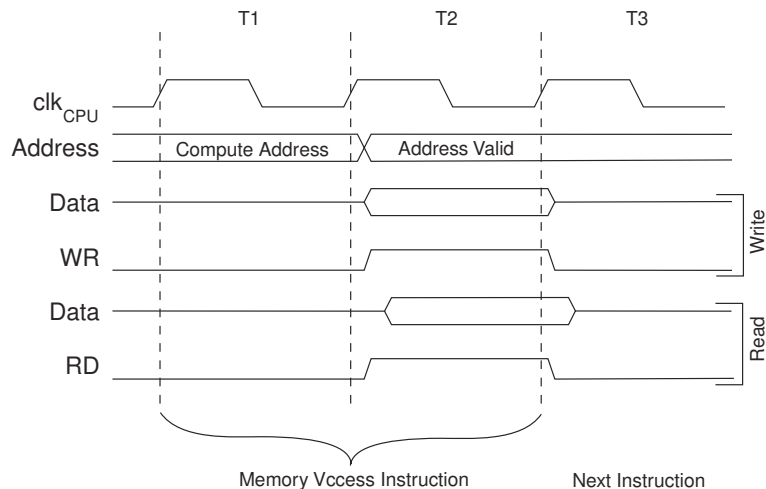 T1 T2 T3
clkCPU
Address Compute Address Address Valid
Data
WR
Write
Data
RD
Read
Memory Vccess Instruction Next Instruction